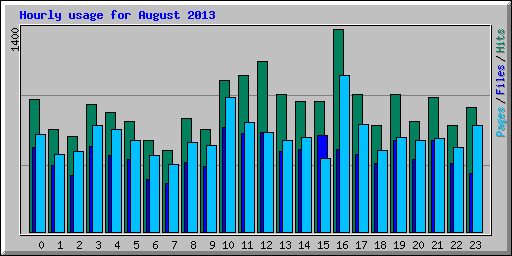 Hourly usage for August 2013
1400
Pages/Files/Hits
0 1 2 3 4 5 6 7 8 9 10 11 12 13 14 15 16 17 18 19 20 21 22 23